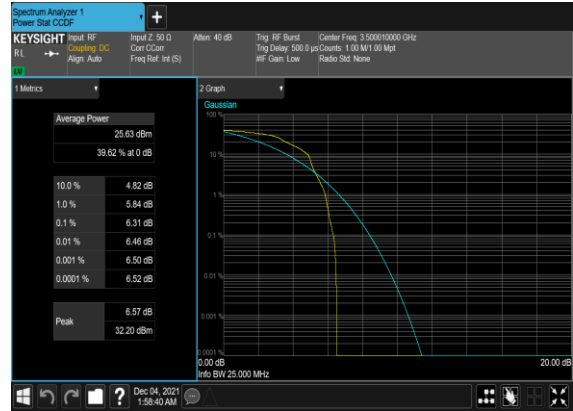 Spectrum Analyzer 1
Power Stat CCDF
KEYSIGHT
RL
LM
Input: RF
Coupling: DC
Align: Auto
Input Z: 50 Ω
Corr CCorr
Freq Ref: Int (S)
Atten: 40 dB
Trig: RF Burst
Trig Delay: 500.0 µs
#IF Gain: Low
Center Freq: 3.500010000 GHz
Counts: 1.00 M/1.00 Mpt
Radio Std: None
1 Metrics
Average Power
25.63 dBm
39.62 % at 0 dB
10.0 % 4.82 dB
1.0 % 5.84 dB
0.1 % 6.31 dB
0.01 % 6.46 dB
0.001 % 6.50 dB
0.0001 % 6.52 dB
Peak
6.57 dB
32.20 dBm
2 Graph
Gaussian
100 %
10 %
1 %
0.1 %
0.01 %
0.001 %
0.0001 %
0.00 dB 20.00 dB
Info BW 25.000 MHz
?
Dec 04, 2021
1:58:40 AM